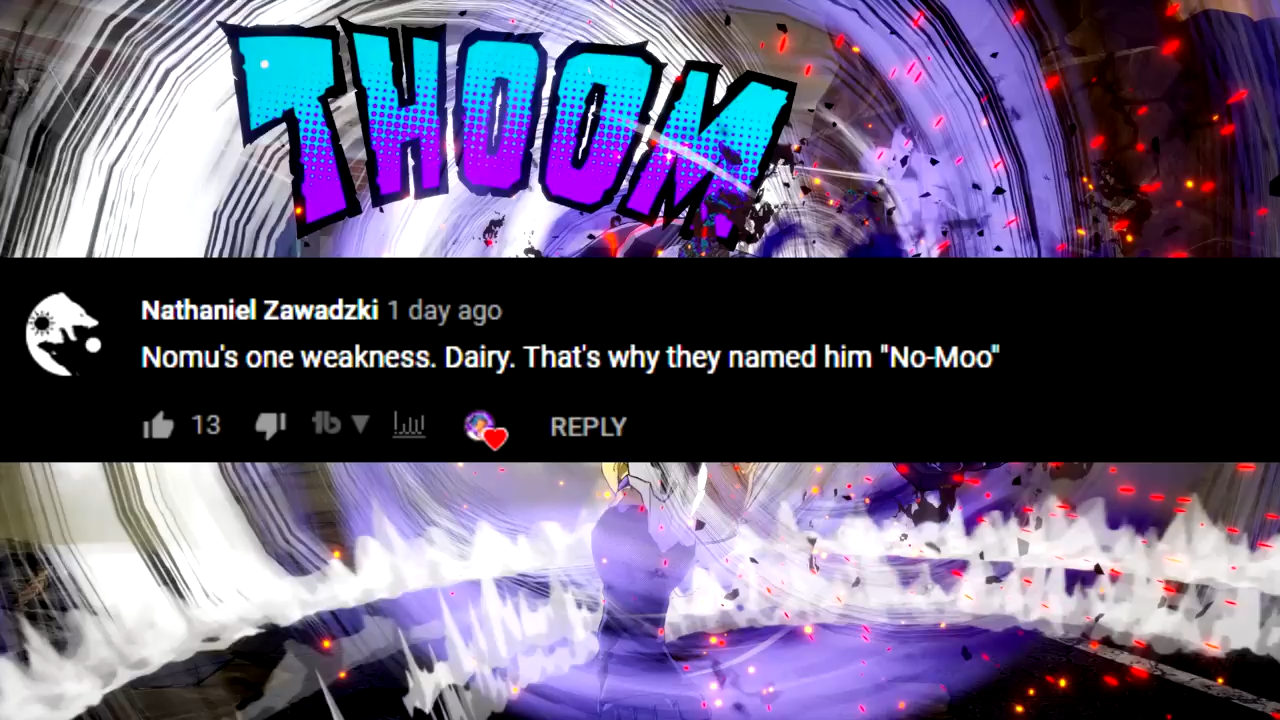 THOOM
Nathaniel Zawadzki 1 day ago
Nomu's one weakness. Dairy. That's why they named him "No-Moo"
13
REPLY